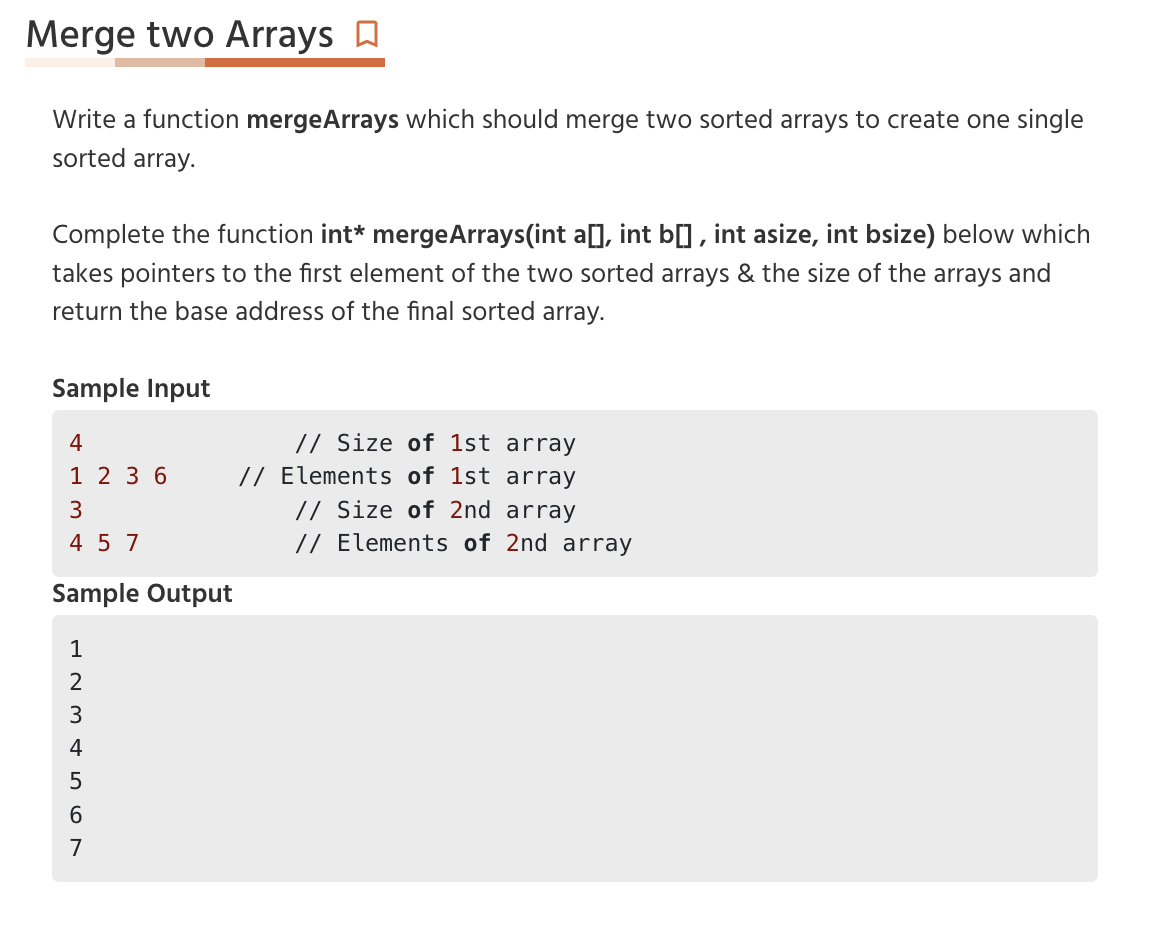 Merge two Arrays
Write a function mergeArrays which should merge two sorted arrays to create one single
sorted array.
Complete the function int* mergeArrays(int a[], int b[] , int asize, int bsize) below which
takes pointers to the first element of the two sorted arrays & the size of the arrays and
return the base address of the final sorted array.
Sample Input
4 // Size of 1st array
1 2 3 6 // Elements of 1st array
3 // Size of 2nd array
4 5 7 // Elements of 2nd array
Sample Output
1
2
3
4
5
6
7